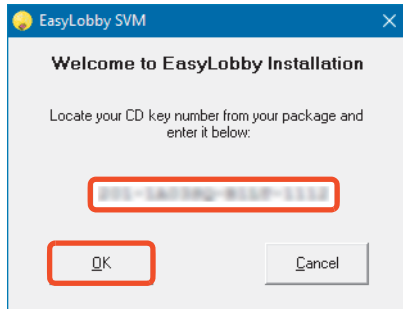 EasyLobby SVM
Welcome to EasyLobby Installation
Locate your CD key number from your package and
enter it below:
OK
Cancel